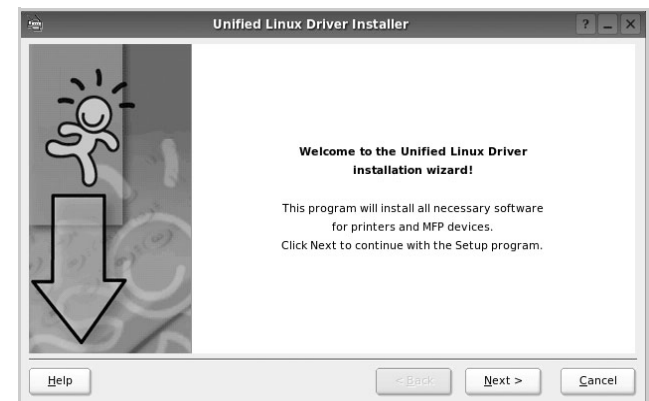 Unified Linux Driver Installer
Welcome to the Unified Linux Driver
installation wizard!
This program will install all necessary software
for printers and MFP devices.
Click Next to continue with the Setup program.
Help
< Back
Next >
Cancel